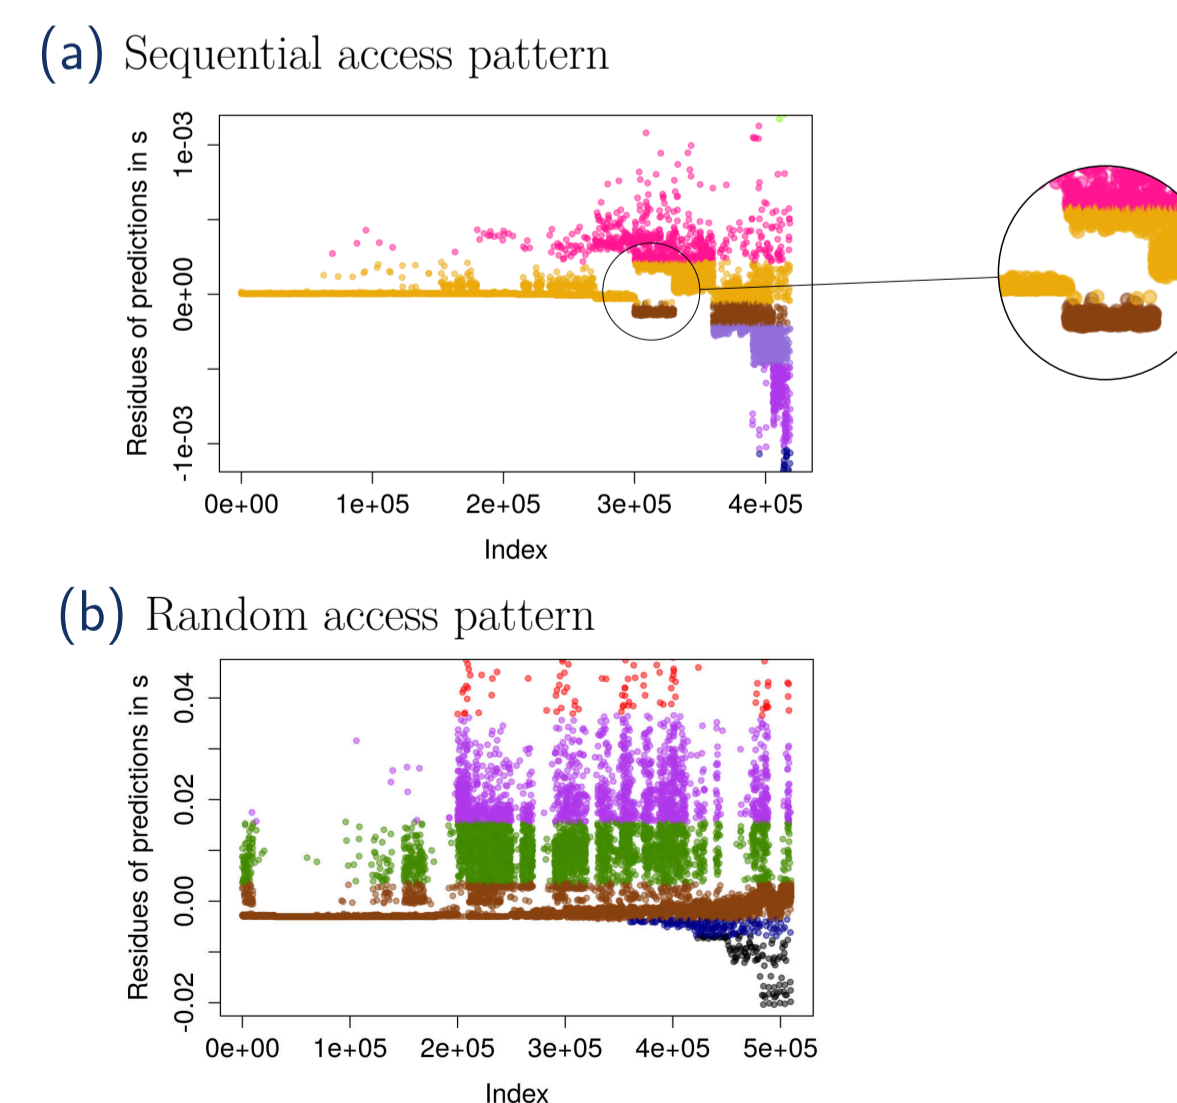 (a) Sequential access pattern
Residues of predictions in s
1e-03
0e+00
-1e-03
0e+00 1e+05 2e+05 3e+05 4e+05
Index
(b) Random access pattern
Residues of predictions in s
0.04
0.02
0.00
-0.02
0e+00 1e+05 2e+05 3e+05 4e+05 5e+05
Index